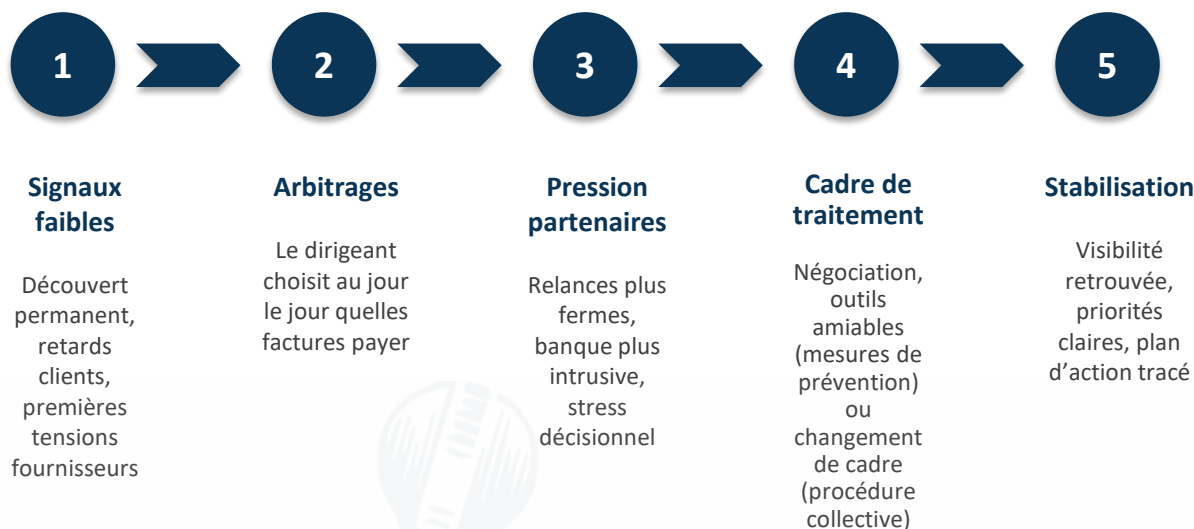 1
2
3
4
5
Signaux
faibles
Découvert
permanent,
retards
clients,
premières
tensions
fournisseurs
Arbitrages
Le dirigeant
choisit au jour
le jour quelles
factures payer
Pression
partenaires
Relances plus
fermes,
banque plus
intrusive,
stress
décisionnel
Cadre de
traitement
Négociation,
outils
amiables
(mesures de
prévention)
ou
changement
de cadre
(procédure
collective)
Stabilisation
Visibilité
retrouvée,
priorités
claires, plan
d’action tracé